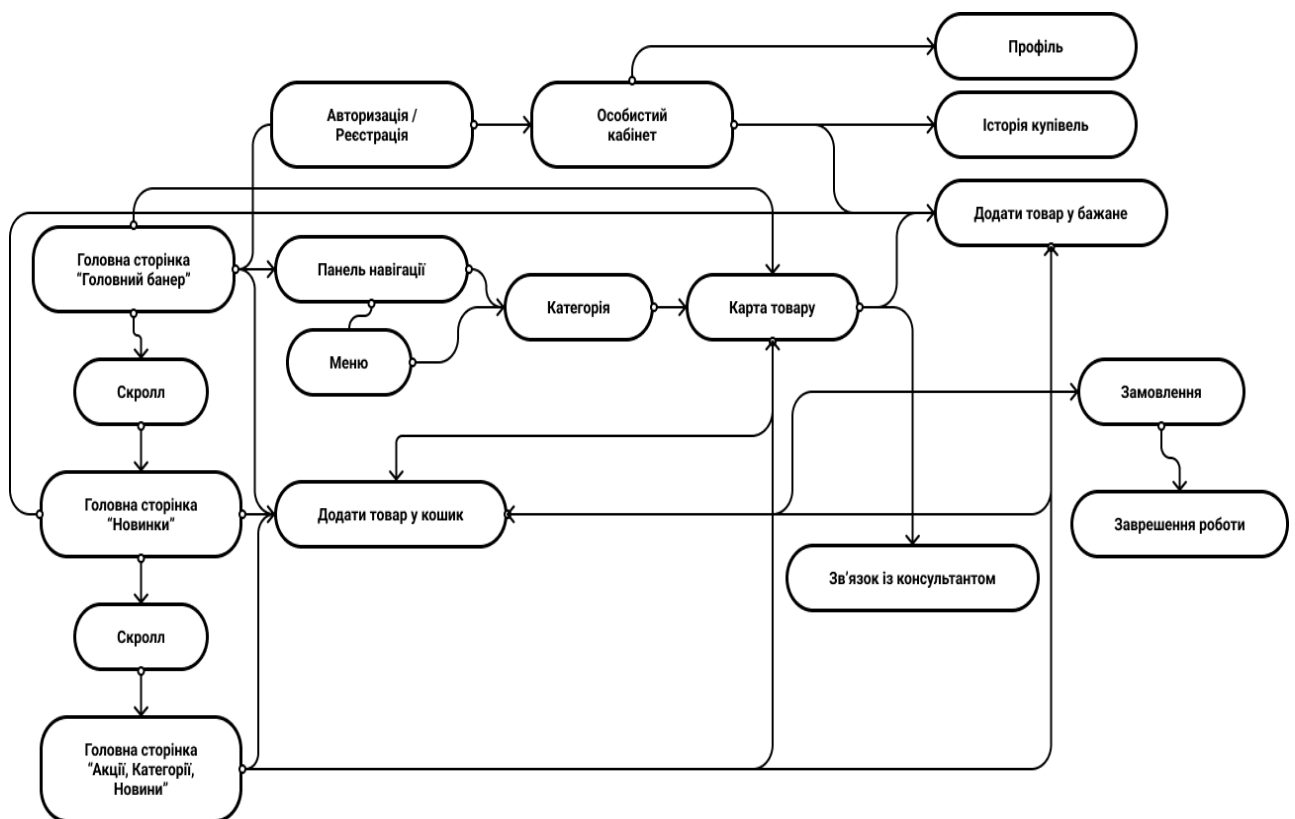 Профіль
Авторизація /
Реєстрація
Особистий
кабінет
Історія купівель
Додати товар у бажане
Головна сторінка
“Головний банер”
Панель навігації
Категорія
Карта товару
Меню
Скролл
Замовлення
Головна сторінка
“Новинки”
Додати товар у кошик
Заврешення роботи
Зв’язок із консультантом
Скролл
Головна сторінка
“Акції, Категорії,
Новини”